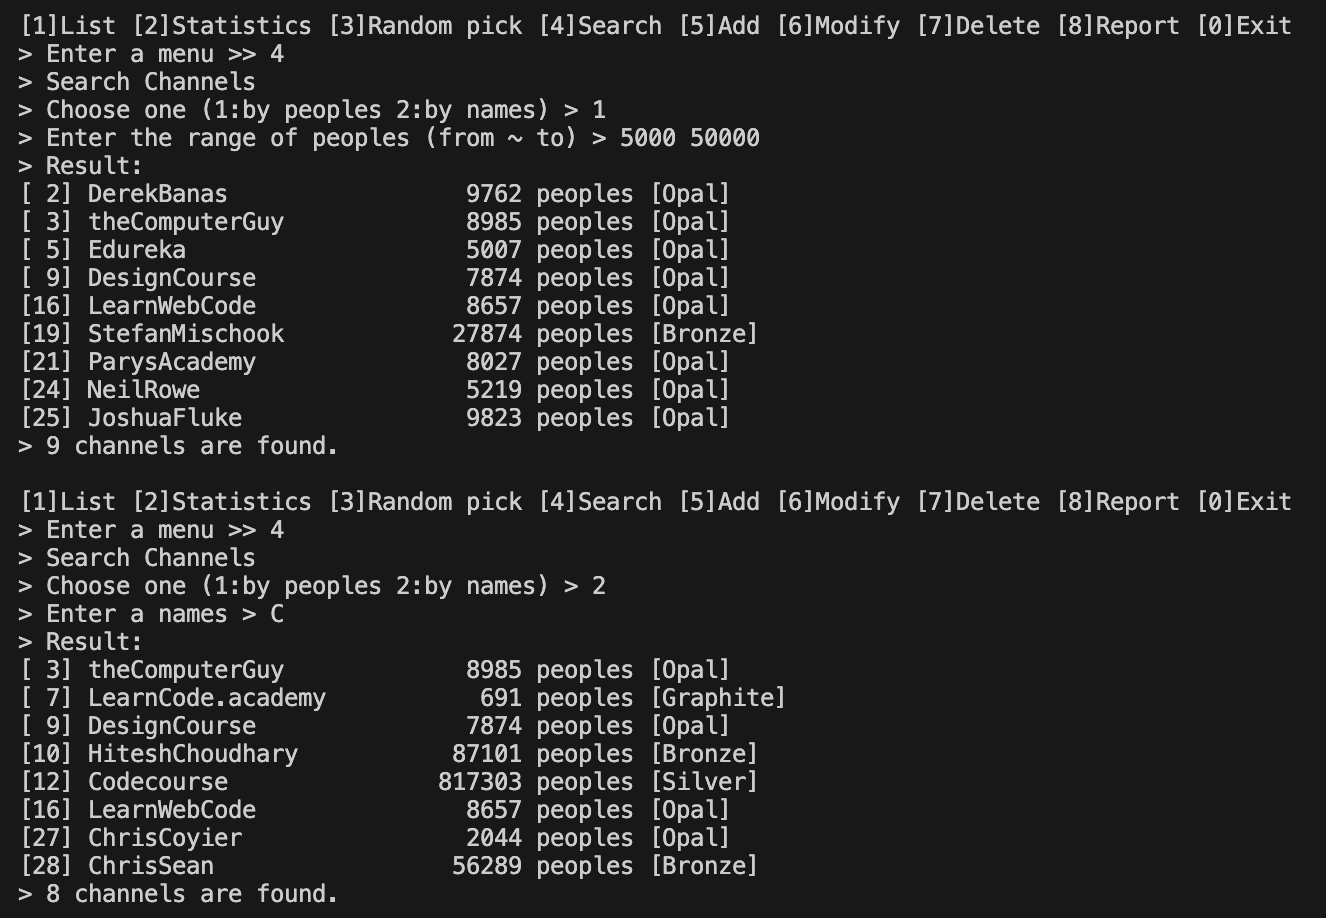 [1]List [2]Statistics [3]Random pick [4]Search [5]Add [6]Modify [7]Delete [8]Report [0]Exit
> Enter a menu >> 4
> Search Channels
> Choose one (1:by peoples 2:by names) > 1
> Enter the range of peoples (from ~ to) > 5000 50000
> Result:
[ 2] DerekBanas                 9762 peoples [Opal]
[ 3] theComputerGuy             8985 peoples [Opal]
[ 5] Edureka                    5007 peoples [Opal]
[ 9] DesignCourse               7874 peoples [Opal]
[16] LearnWebCode               8657 peoples [Opal]
[19] StefanMischook            27874 peoples [Bronze]
[21] ParysAcademy               8027 peoples [Opal]
[24] NeilRowe                   5219 peoples [Opal]
[25] JoshuaFluke                9823 peoples [Opal]
> 9 channels are found.

[1]List [2]Statistics [3]Random pick [4]Search [5]Add [6]Modify [7]Delete [8]Report [0]Exit
> Enter a menu >> 4
> Search Channels
> Choose one (1:by peoples 2:by names) > 2
> Enter a names > C
> Result:
[ 3] theComputerGuy             8985 peoples [Opal]
[ 7] LearnCode.academy           691 peoples [Graphite]
[ 9] DesignCourse               7874 peoples [Opal]
[10] HiteshChoudhary           87101 peoples [Bronze]
[12] Codecourse               817303 peoples [Silver]
[16] LearnWebCode               8657 peoples [Opal]
[27] ChrisCoyier                2044 peoples [Opal]
[28] ChrisSean                 56289 peoples [Bronze]
> 8 channels are found.